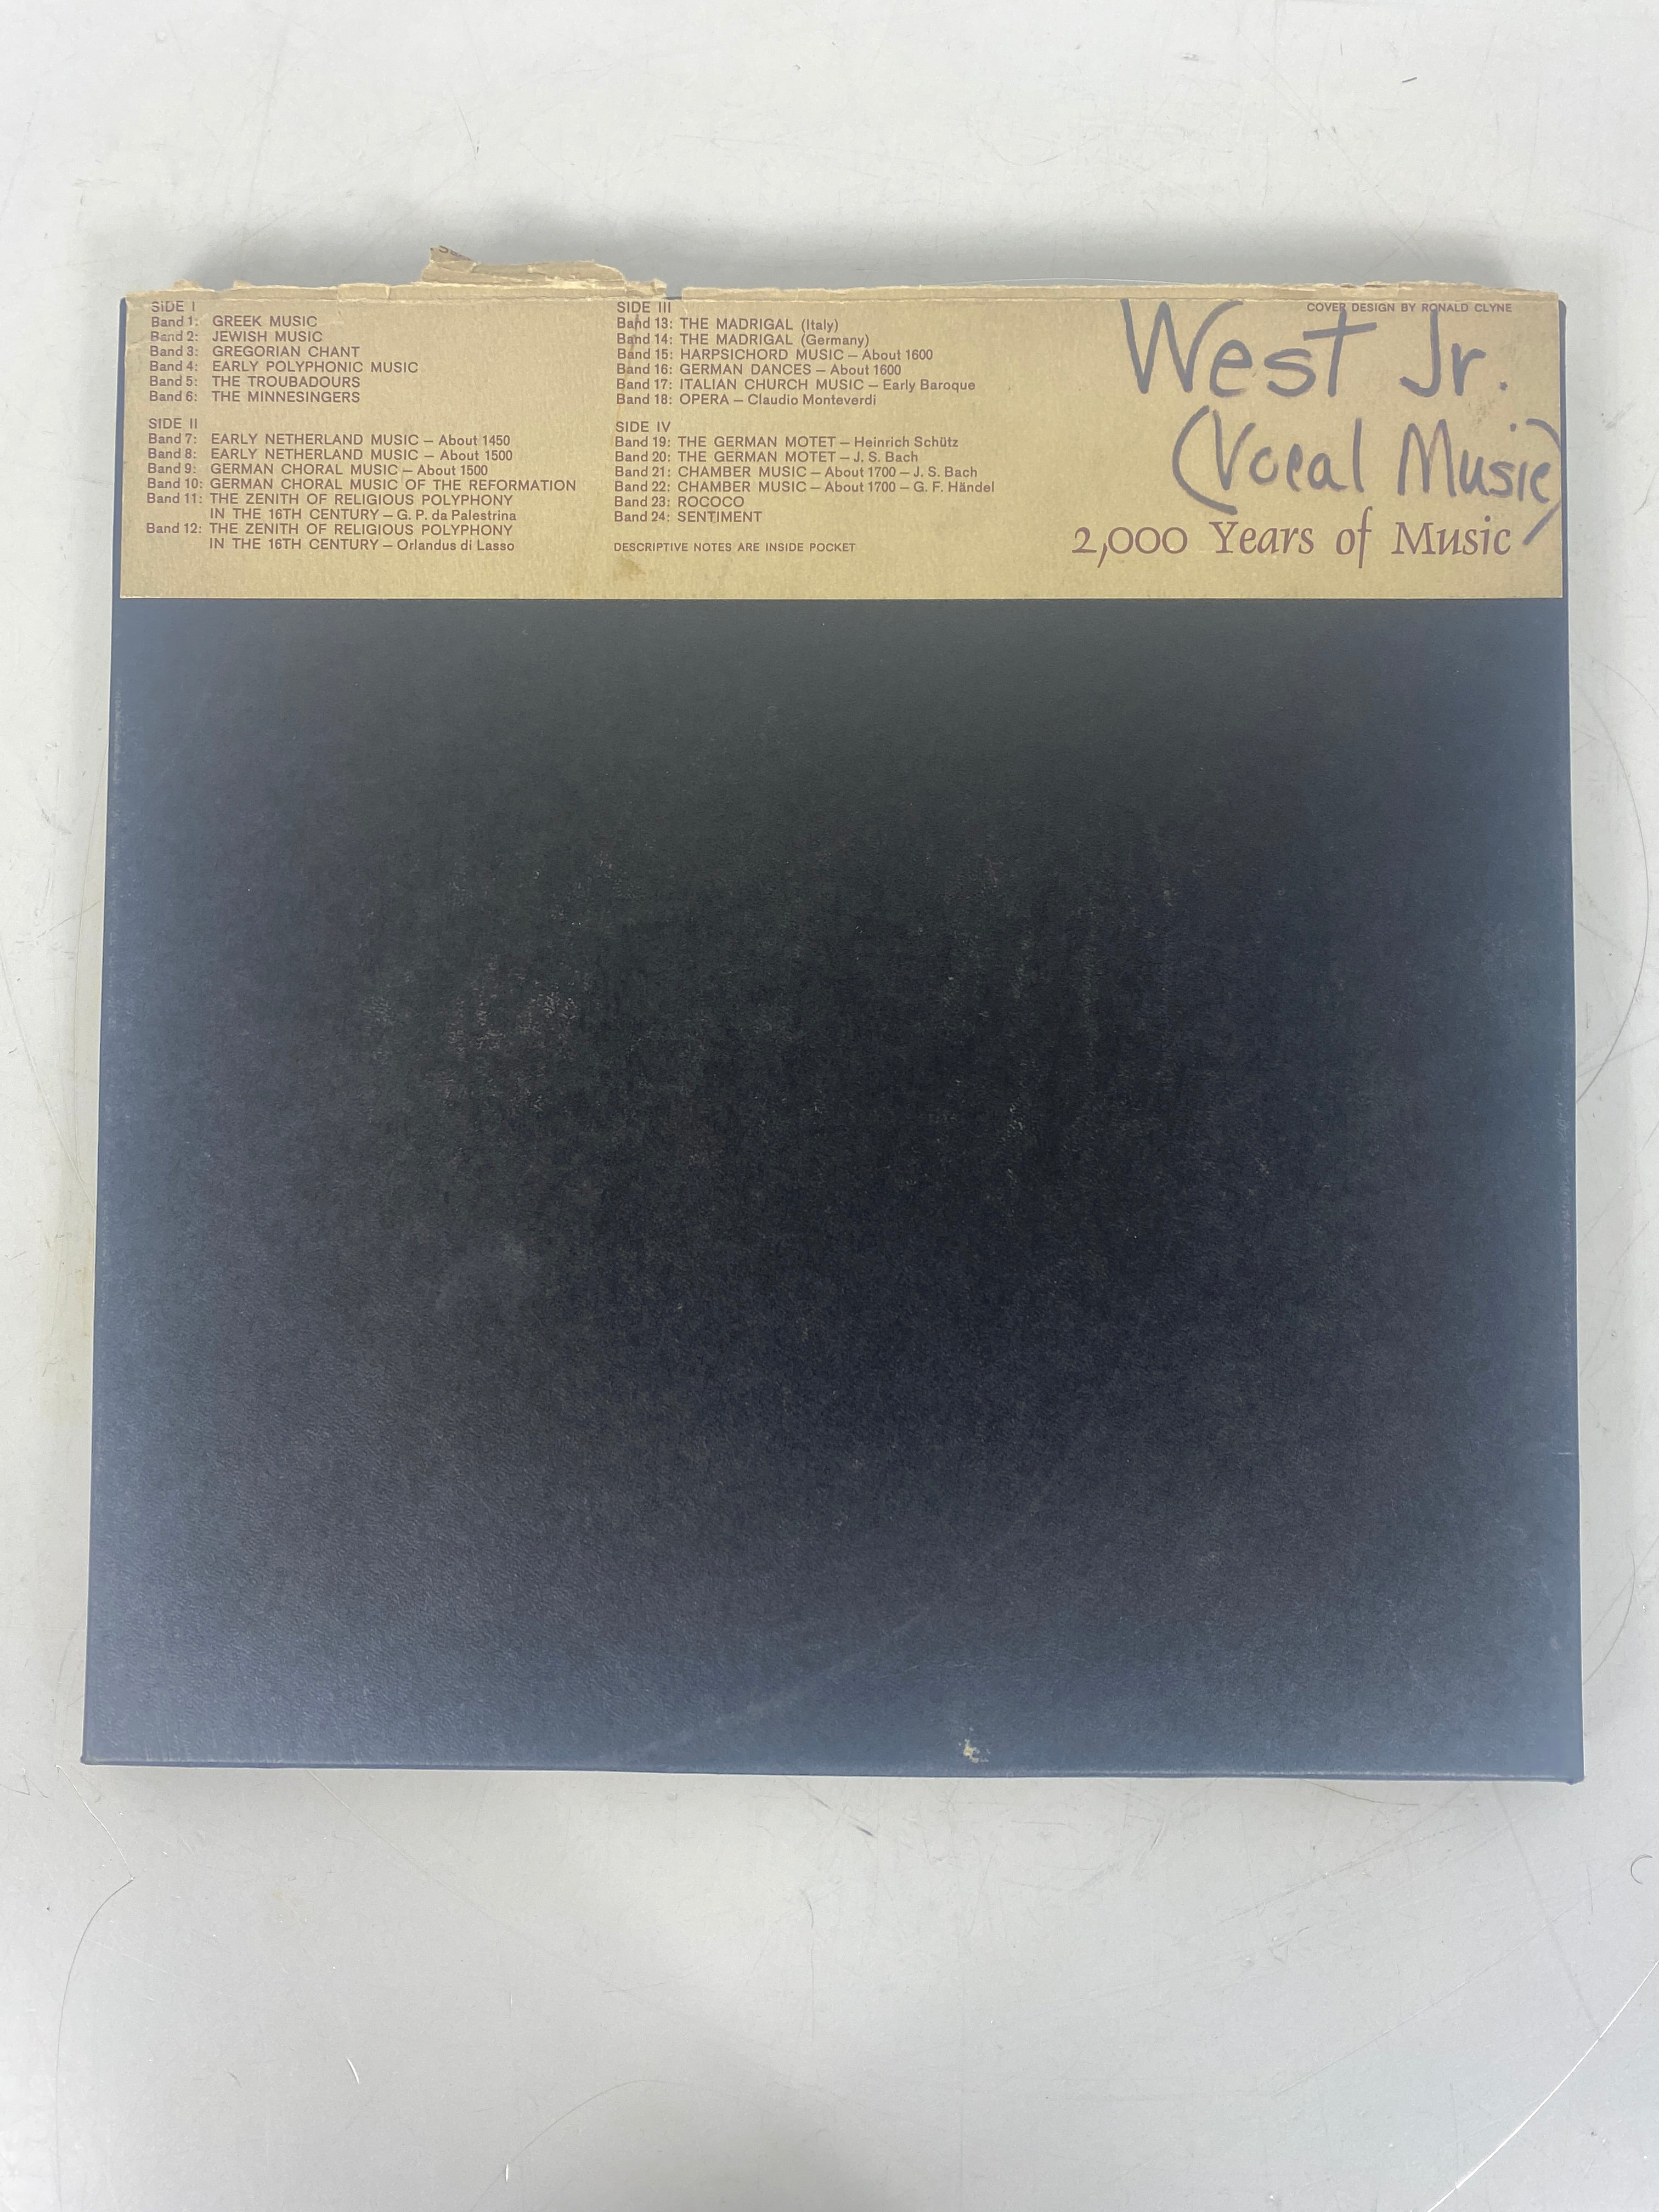 SIDE I
Band 1: GREEK MUSIC
Band 2: JEWISH MUSIC
Band 3: GREGORIAN CHANT
Band 4: EARLY POLYPHONIC MUSIC
Band 5: THE TROUBADOURS
Band 6: THE MINNESINGERS
SIDE II
Band 7: EARLY NETHERLAND MUSIC — About 1450
Band 8: EARLY NETHERLAND MUSIC — About 1500
Band 9: GERMAN CHORAL MUSIC — About 1500
Band 10: GERMAN CHORAL MUSIC OF THE REFORMATION
Band 11: THE ZENITH OF RELIGIOUS POLYPHONY
IN THE 16TH CENTURY — G. P. da Palestrina
Band 12: THE ZENITH OF RELIGIOUS POLYPHONY
IN THE 16TH CENTURY — Orlandus di Lasso
SIDE III
Band 13: THE MADRIGAL (Italy)
Band 14: THE MADRIGAL (Germany)
Band 15: HARPSICHORD MUSIC — About 1600
Band 16: GERMAN DANCES — About 1600
Band 17: ITALIAN CHURCH MUSIC — Early Baroque
Band 18: OPERA — Claudio Monteverdi
SIDE IV
Band 19: THE GERMAN MOTET — Heinrich Schütz
Band 20: THE GERMAN MOTET — J. S. Bach
Band 21: CHAMBER MUSIC — About 1700 — J. S. Bach
Band 22: CHAMBER MUSIC — About 1700 — G. F. Händel
Band 23: ROCOCO
Band 24: SENTIMENT
DESCRIPTIVE NOTES ARE INSIDE POCKET
COVER DESIGN BY RONALD CLYNE
West Jr.
(Vocal Music)
2,000 Years of Music